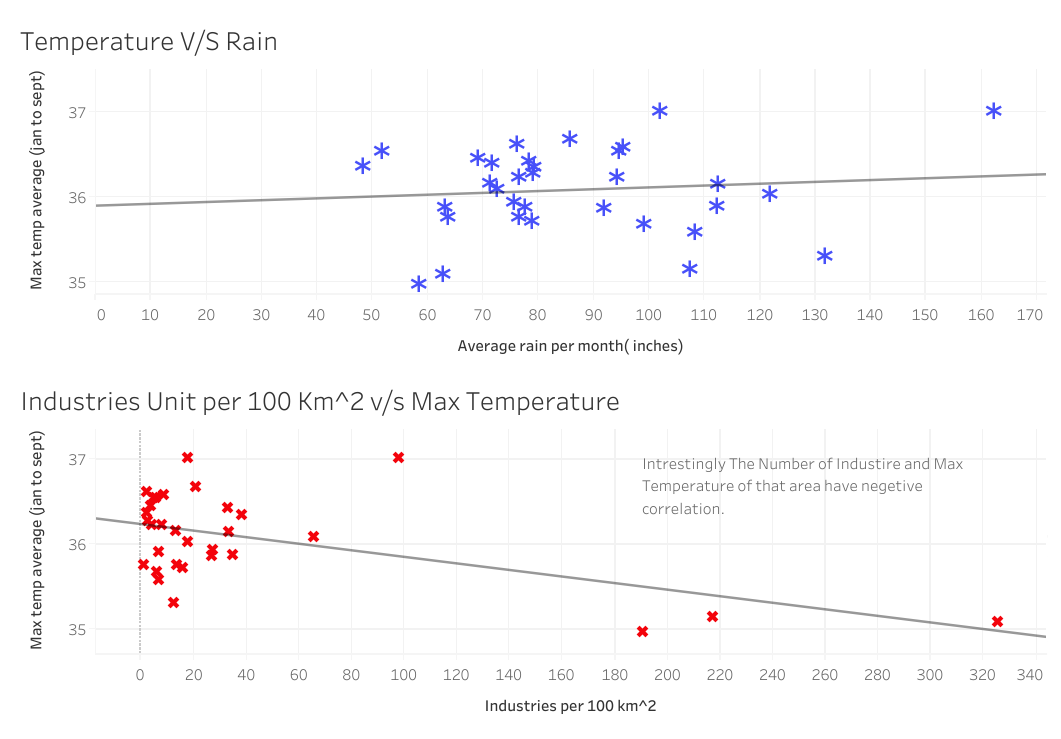 Temperature V/S Rain
Max temp average (jan to sept)
37
36
35
0 10 20 30 40 50 60 70 80 90 100 110 120 130 140 150 160 170
Average rain per month( inches)
Industries Unit per 100 Km^2 v/s Max Temperature
Max temp average (jan to sept)
37
36
35
Intrestingly The Number of Industire and Max
Temperature of that area have negetive
correlation.
0 20 40 60 80 100 120 140 160 180 200 220 240 260 280 300 320 340
Industries per 100 km^2